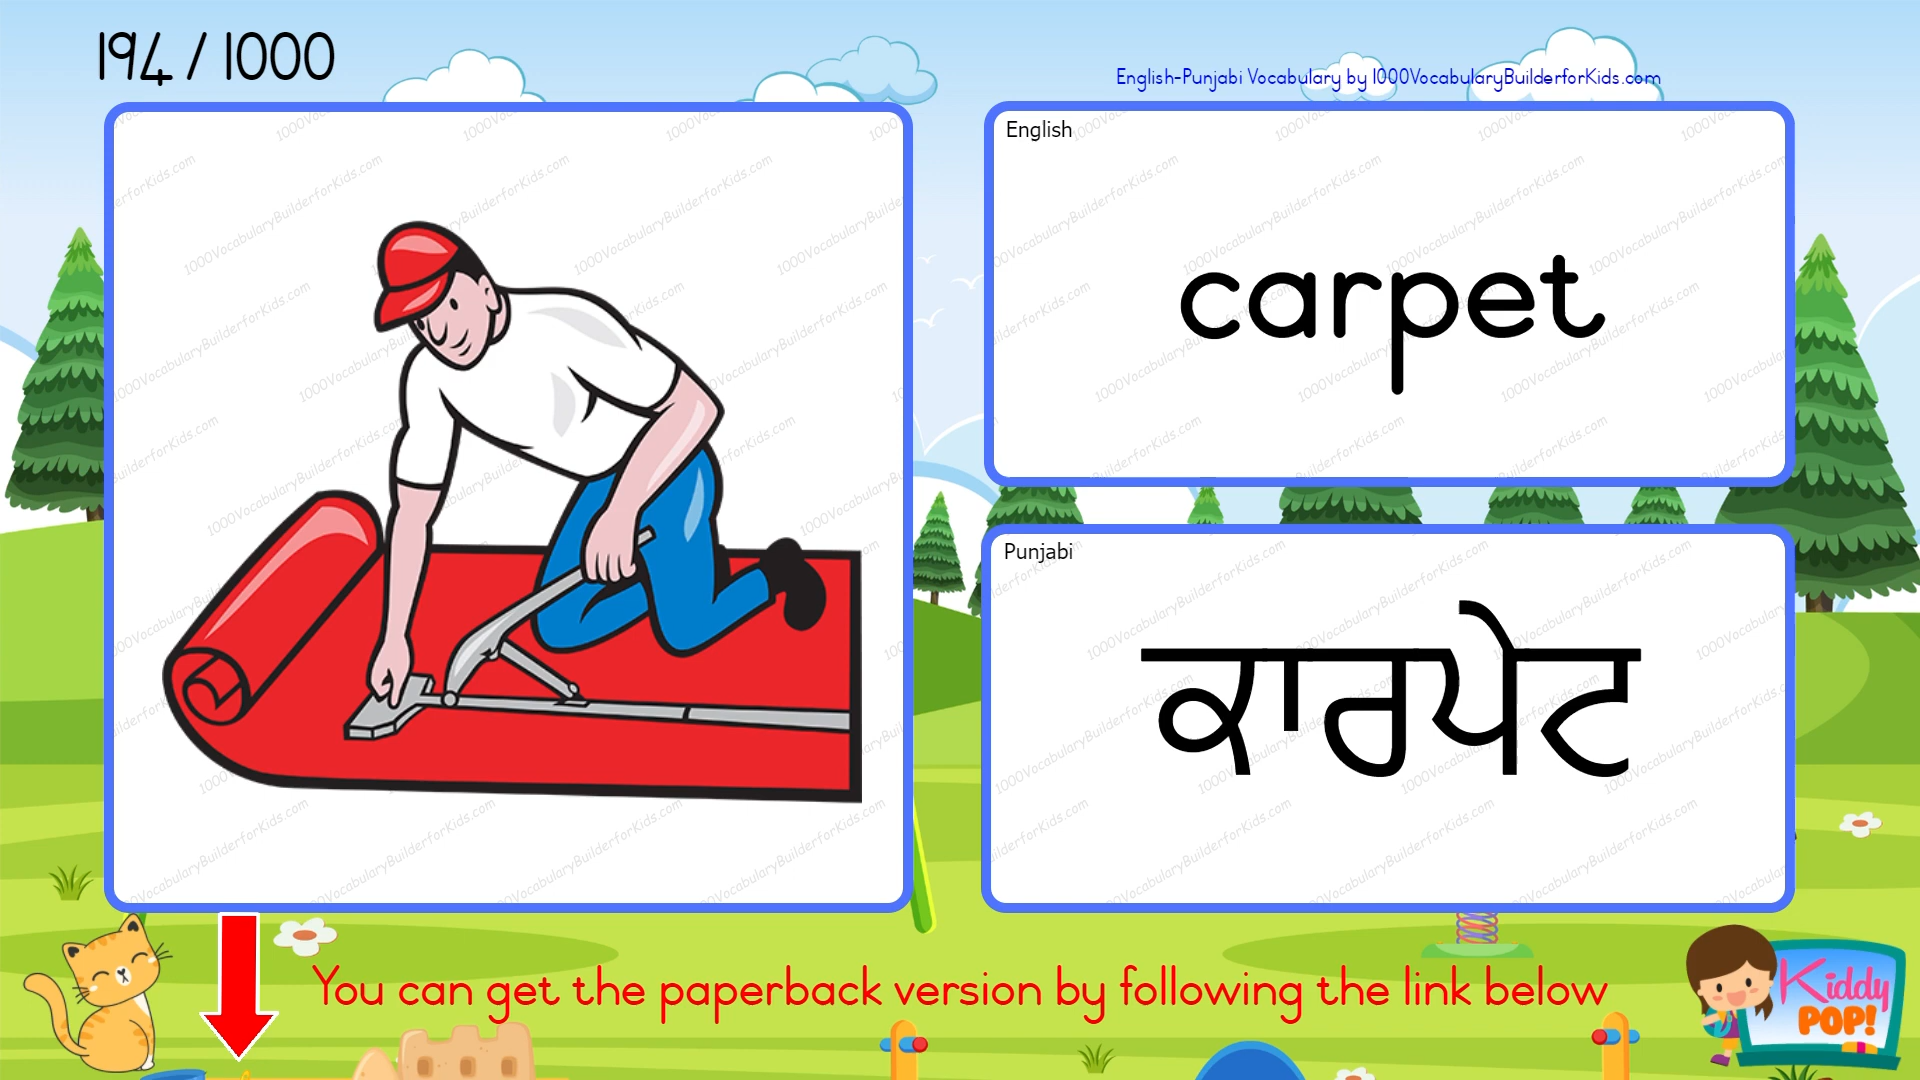 194 / 1000
English-Punjabi Vocabulary by 1000VocabularyBuilderforKids.com
English
carpet
Punjabi
ਕਾਰਪੇਟ
You can get the paperback version by following the link below
Kiddy
POP!